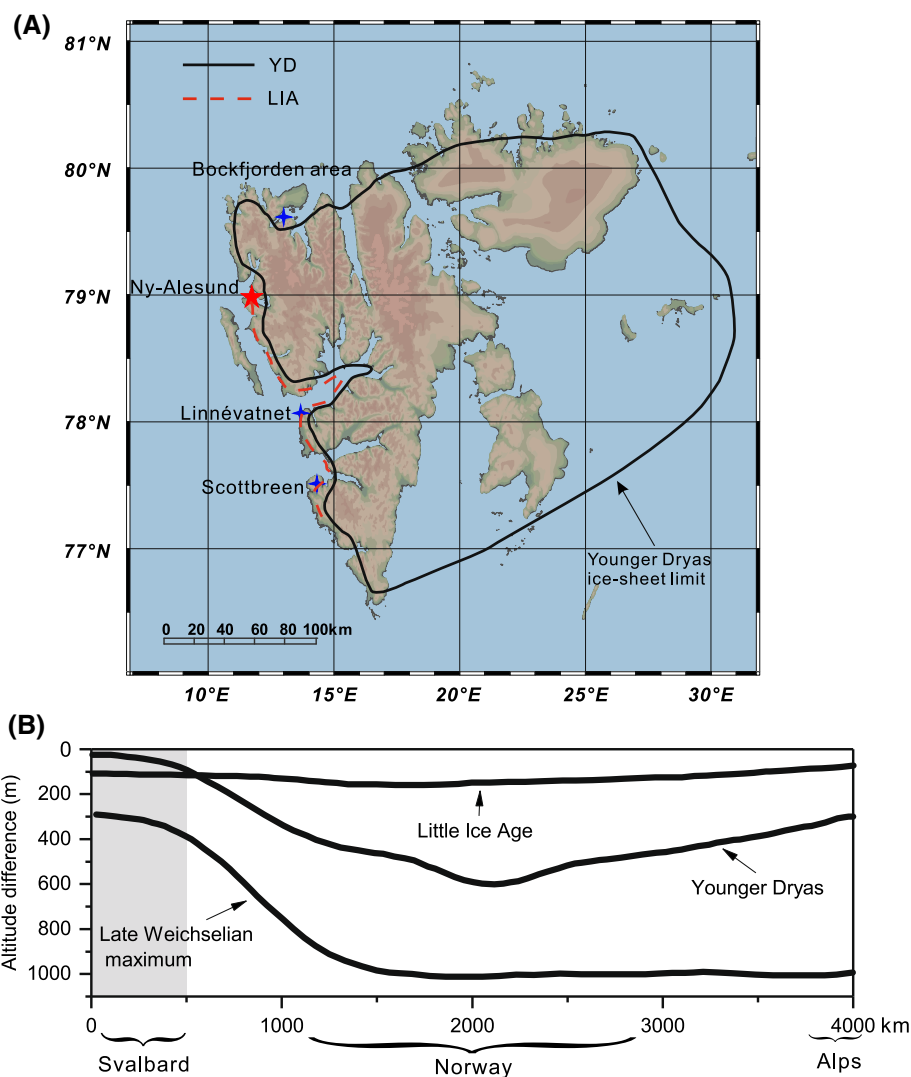 (A)
81°N
80°N
79°N
78°N
77°N
YD
LIA
Bockfjorden area
Ny-Alesund
Linnévatnet
Scottbreen
Younger Dryas
ice-sheet limit
0 20 40 60 80 100km
10°E 15°E 20°E 25°E 30°E
(B)
Altitude difference (m)
0
200
400
600
800
1000
Little Ice Age
Younger Dryas
Late Weichselian
maximum
0 1000 2000 3000 4000 km
Svalbard Norway Alps